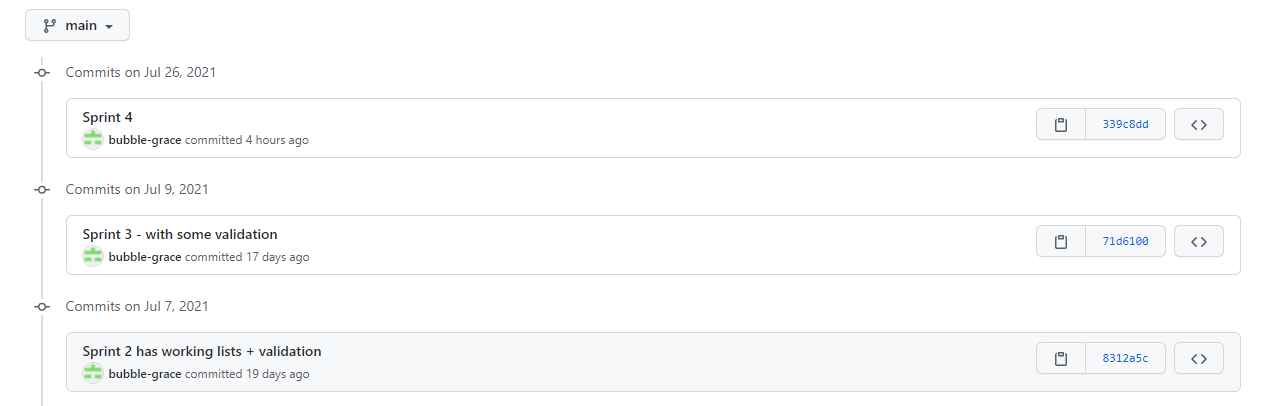 main
Commits on Jul 26, 2021
Sprint 4
339c8dd
bubble-grace committed 4 hours ago
Commits on Jul 9, 2021
Sprint 3 - with some validation
71d6100
bubble-grace committed 17 days ago
Commits on Jul 7, 2021
Sprint 2 has working lists + validation
8312a5c
bubble-grace committed 19 days ago